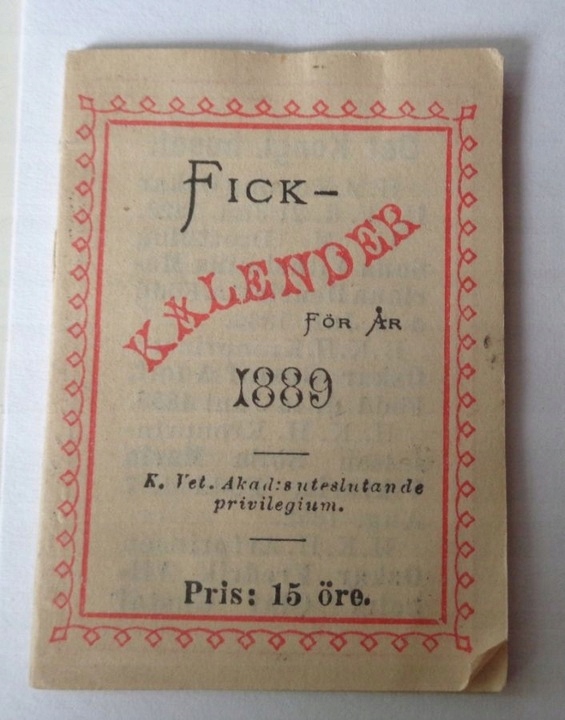 FICK-
KALENDER
FÖR ÅR
1889
K. Vet. Akad:s uteslutande
privilegium.
Pris: 15 öre.